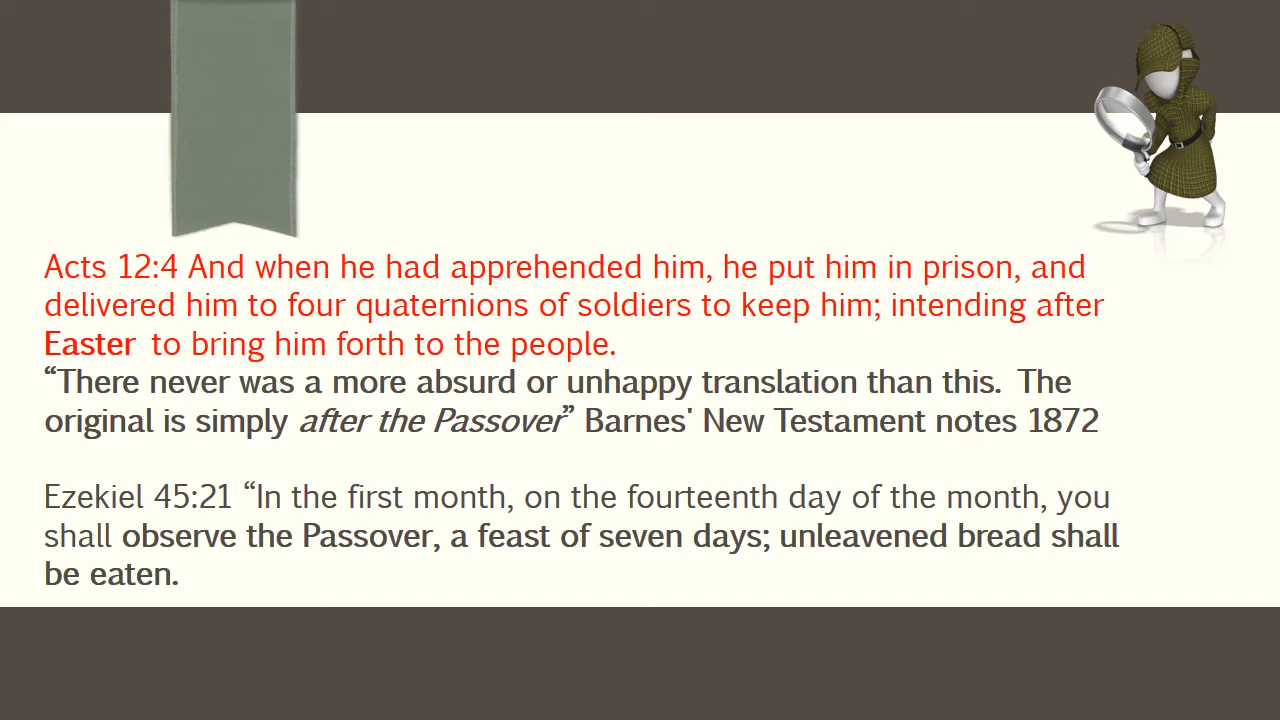 Acts 12:4 And when he had apprehended him, he put him in prison, and
delivered him to four quaternions of soldiers to keep him; intending after
Easter to bring him forth to the people.
“There never was a more absurd or unhappy translation than this. The
original is simply after the Passover” Barnes' New Testament notes 1872
Ezekiel 45:21 “In the first month, on the fourteenth day of the month, you
shall observe the Passover, a feast of seven days; unleavened bread shall
be eaten.